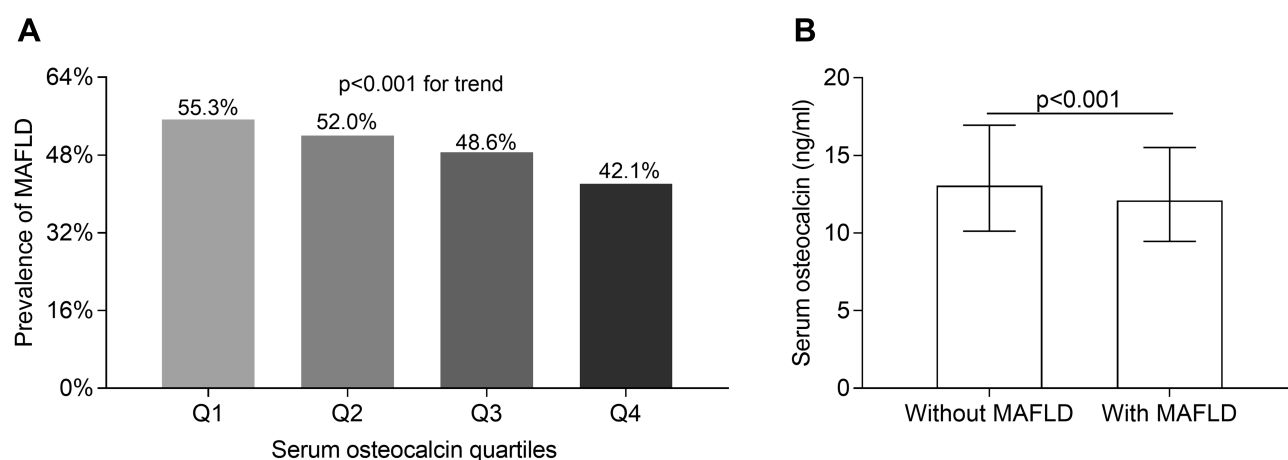 A
Prevalence of MAFLD
64%
48%
32%
16%
0%
p<0.001 for trend
55.3%
52.0%
48.6%
42.1%
Q1 Q2 Q3 Q4
Serum osteocalcin quartiles
B
Serum osteocalcin (ng/ml)
20
15
10
5
0
p<0.001
Without MAFLD With MAFLD